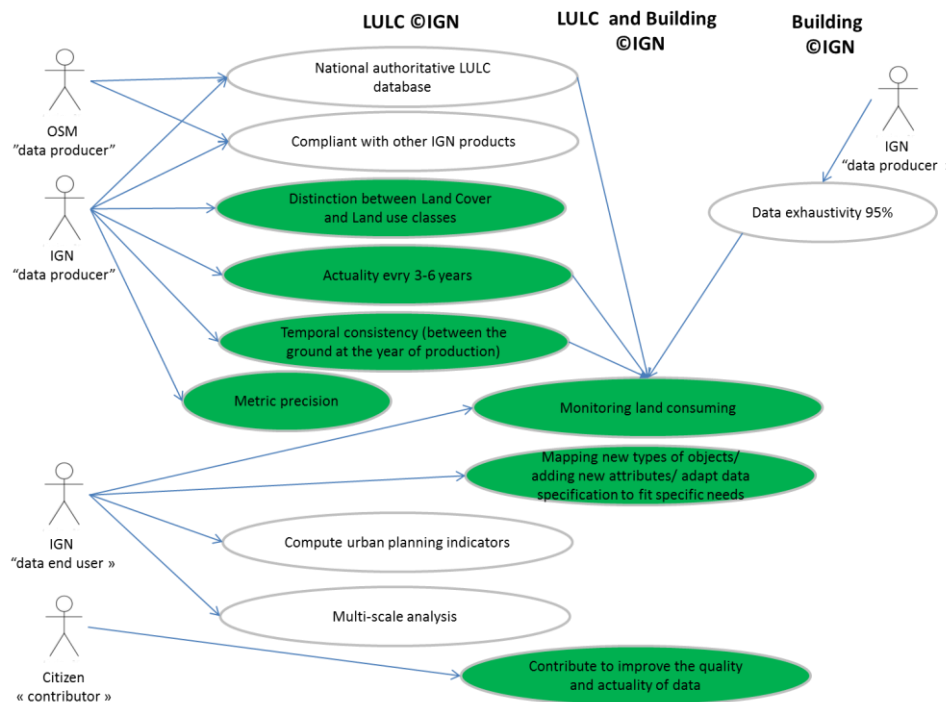 LULC ©IGN
LULC and Building
©IGN
Building
©IGN
National authoritative LULC
database
OSM
"data producer"
Compliant with other IGN products
IGN
"data producer »
Distinction between Land Cover
and Land use classes
Data exhaustivity 95%
IGN
"data producer”
Actuality evry 3-6 years
Temporal consistency (between the
ground at the year of production)
Metric precision
Monitoring land consuming
Mapping new types of objects/
adding new attributes/ adapt data
specification to fit specific needs
IGN
“data end user »
Compute urban planning indicators
Multi-scale analysis
Citizen
« contributor »
Contribute to improve the quality
and actuality of data